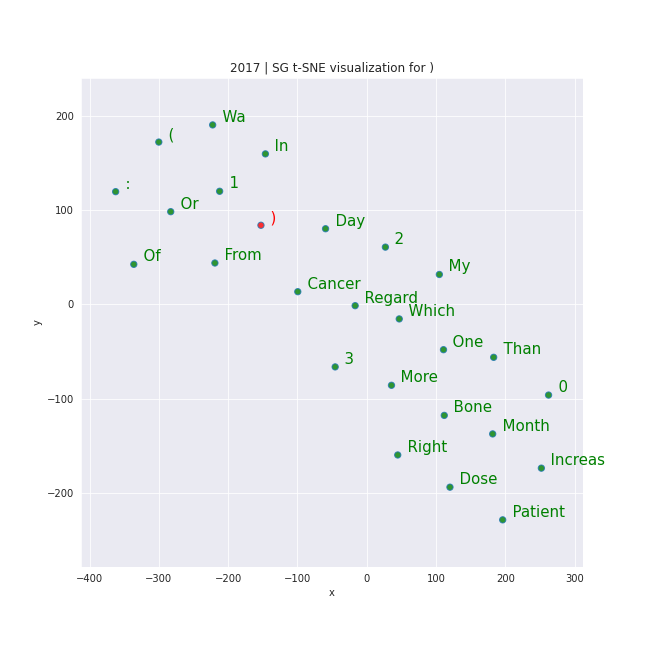 2017 | SG t-SNE visualization for )
200
100
0
−100
−200
y
Wa
(
In
:
1
Or
)
Day
2
Of
From
My
Cancer
Regard
Which
One
Than
3
More
0
Bone
Month
Right
Increas
Dose
Patient
−400 −300 −200 −100 0 100 200 300
x